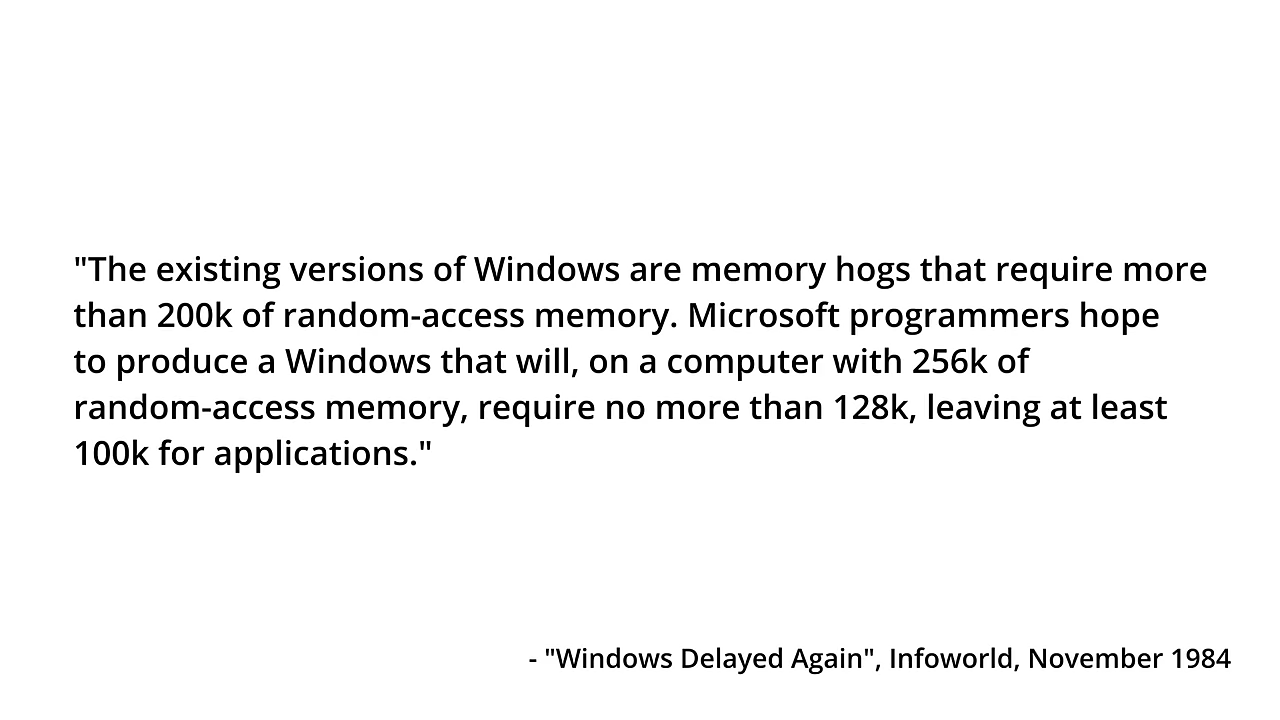 "The existing versions of Windows are memory hogs that require more
than 200k of random-access memory. Microsoft programmers hope
to produce a Windows that will, on a computer with 256k of
random-access memory, require no more than 128k, leaving at least
100k for applications."
- "Windows Delayed Again", Infoworld, November 1984